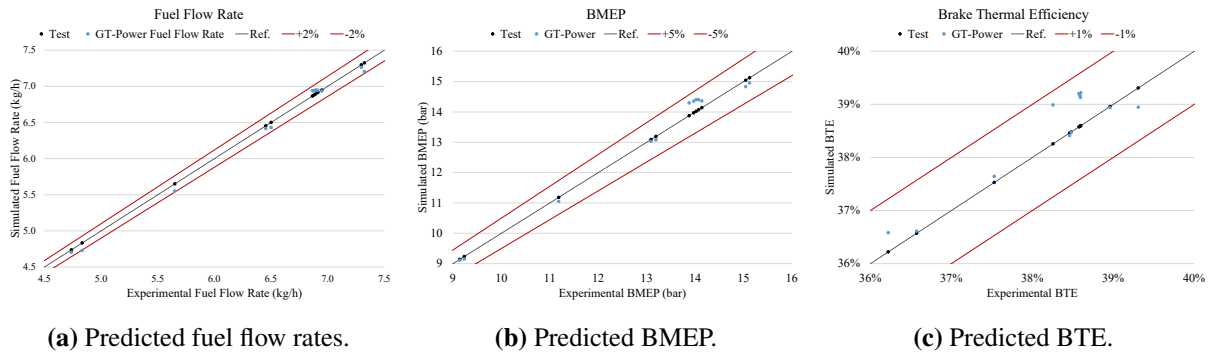 Fuel Flow Rate
Test GT-Power Fuel Flow Rate Ref. +2% -2%
7.5
7.0
6.5
6.0
5.5
5.0
4.5
Simulated Fuel Flow Rate (kg/h)
4.5 5.0 5.5 6.0 6.5 7.0 7.5
Experimental Fuel Flow Rate (kg/h)
(a) Predicted fuel flow rates.
BMEP
Test GT-Power Ref. +5% -5%
16
15
14
13
12
11
10
9
Simulated BMEP (bar)
9 10 11 12 13 14 15 16
Experimental BMEP (bar)
(b) Predicted BMEP.
Brake Thermal Efficiency
Test GT-Power Ref. +1% -1%
40%
39%
38%
37%
36%
Simulated BTE
36% 37% 38% 39% 40%
Experimental BTE
(c) Predicted BTE.